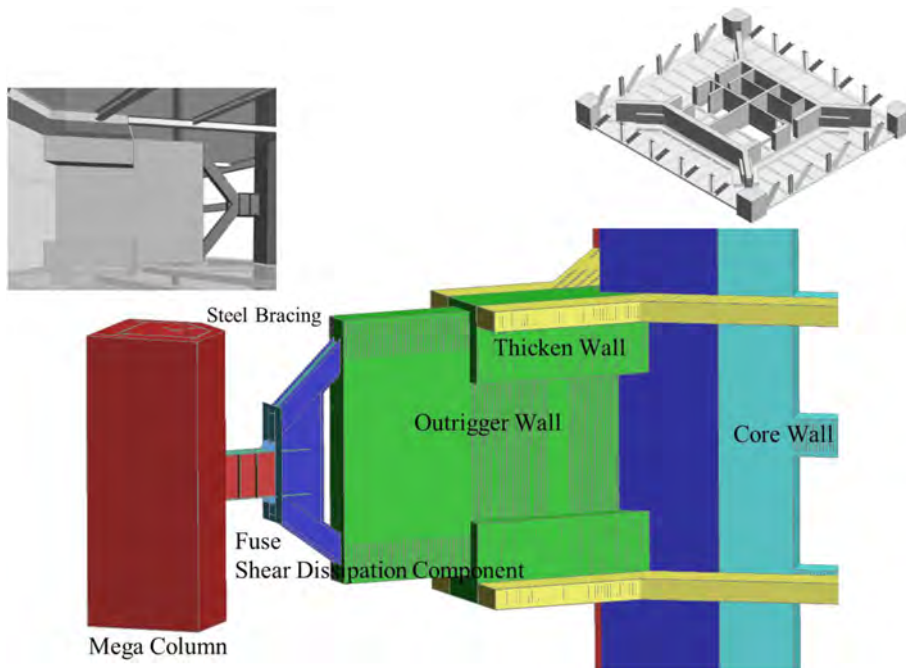 Steel Bracing
Thicken Wall
Outrigger Wall
Core Wall
Fuse
Shear Dissipation Component
Mega Column